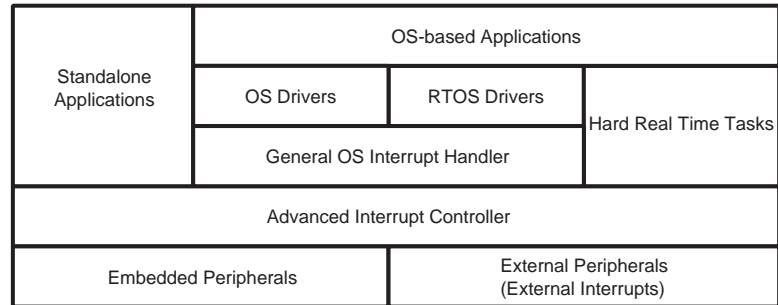 OS-based Applications
Standalone
Applications
OS Drivers
RTOS Drivers
Hard Real Time Tasks
General OS Interrupt Handler
Advanced Interrupt Controller
Embedded Peripherals
External Peripherals
(External Interrupts)